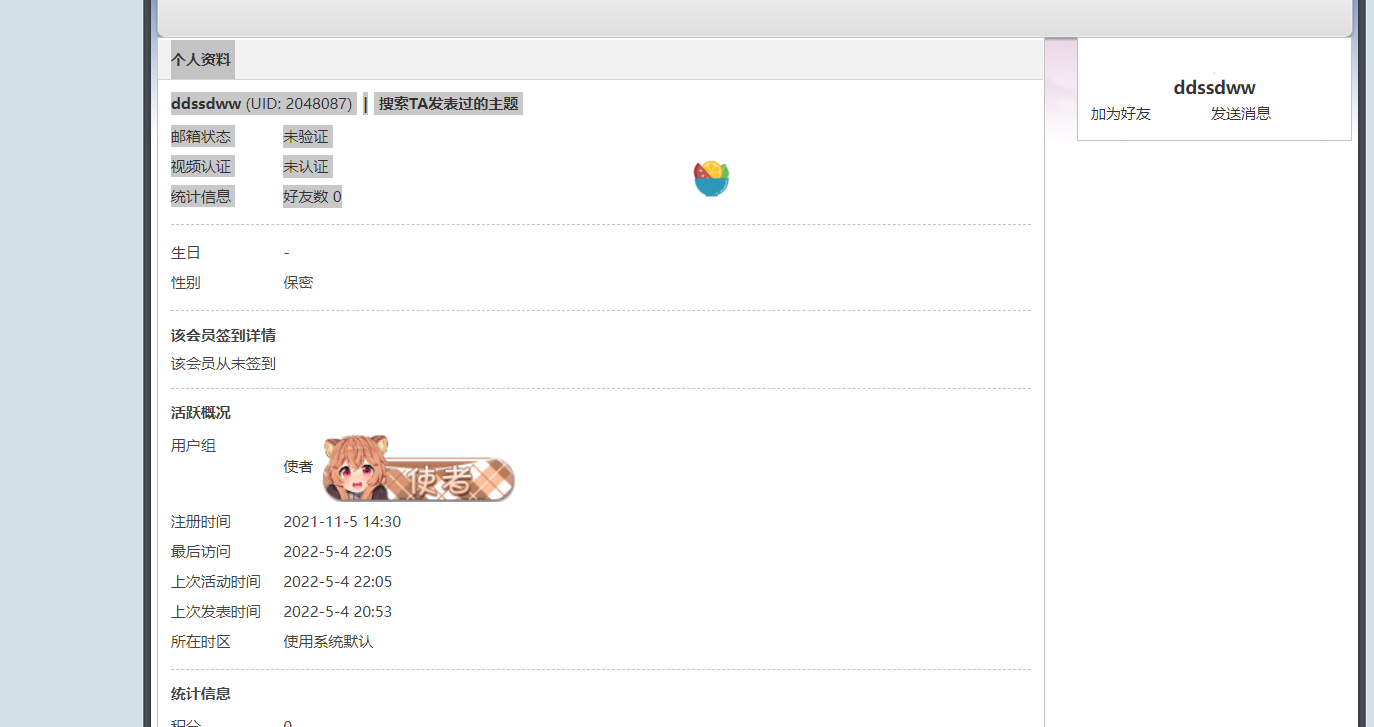 个人资料
ddssdww (UID: 2048087) | 搜索TA发表过的主题
邮箱状态 未验证
视频认证 未认证
统计信息 好友数 0
生日 -
性别 保密
该会员签到详情
该会员从未签到
活跃概况
用户组 使者 使者
注册时间 2021-11-5 14:30
最后访问 2022-5-4 22:05
上次活动时间 2022-5-4 22:05
上次发表时间 2022-5-4 20:53
所在时区 使用系统默认
统计信息
积分 0
ddssdww
加为好友 发送消息